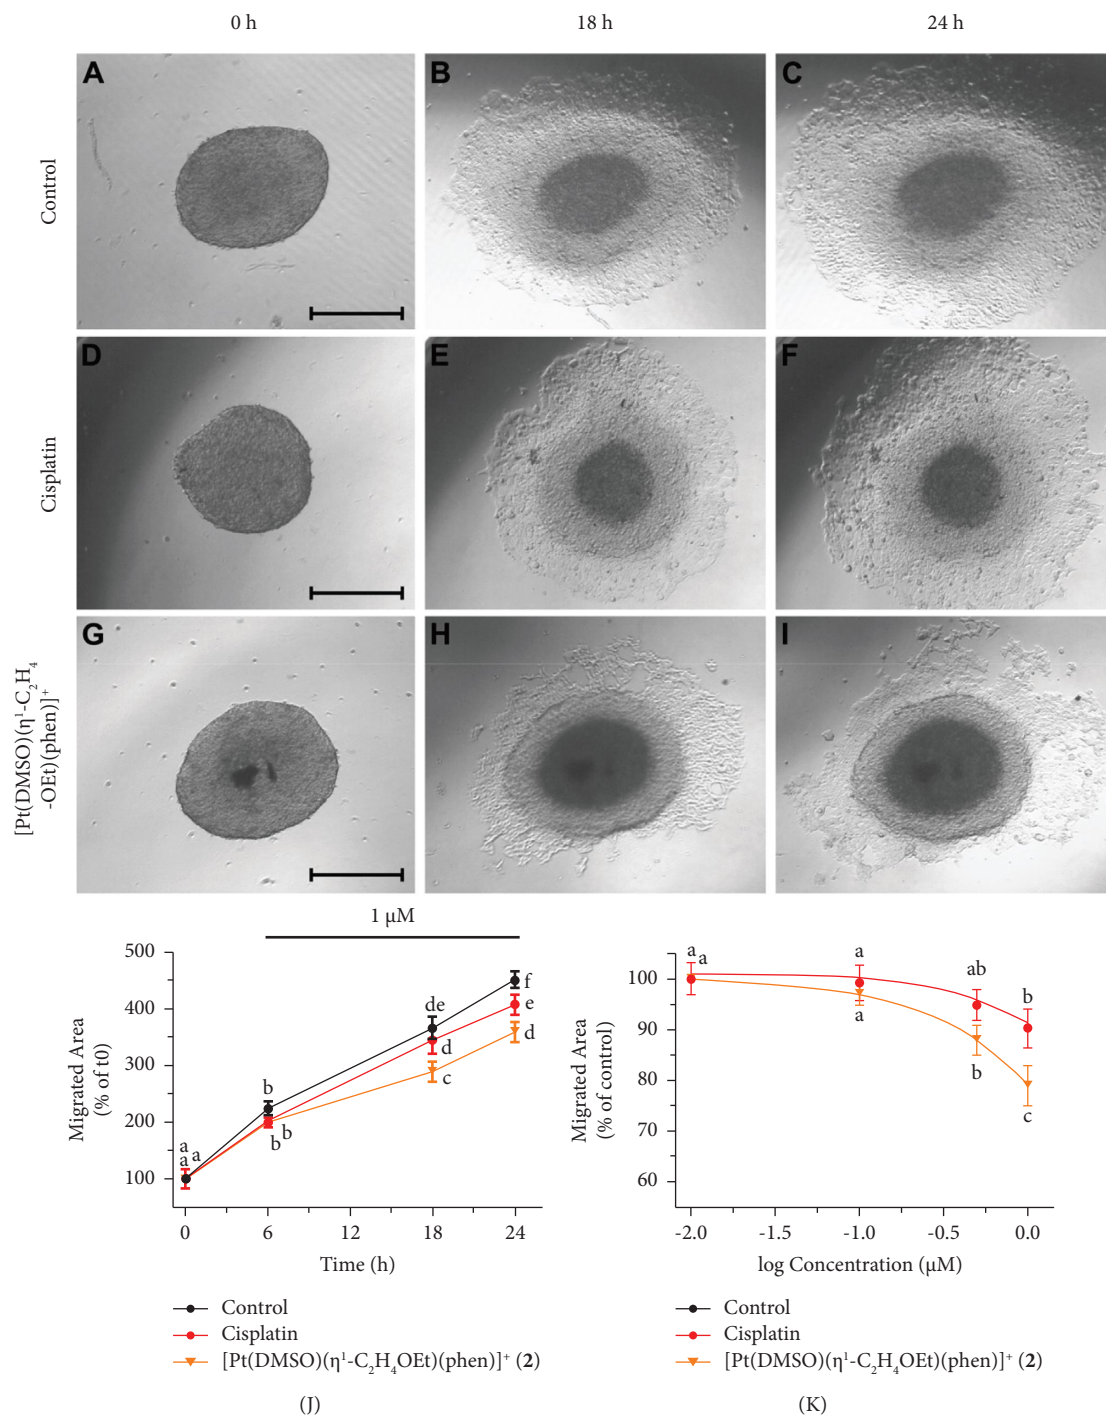 0 h 18 h 24 h
A B C
Control
D E F
Cisplatin
G H I
[Pt(DMSO)(η¹-C₂H₄
-OEt)(phen)]⁺
1 μM
500
400
300
200
100
Migrated Area
(% of t0)
a
a
a
b
b
b
de
d
c
f
e
d
0 6 12 18 24
Time (h)
Control
Cisplatin
[Pt(DMSO)(η¹-C₂H₄OEt)(phen)]⁺ (2)
(J)
100
90
80
70
60
Migrated Area
(% of control)
a
a
a
a
ab
b
b
c
-2.0 -1.5 -1.0 -0.5 0.0
log Concentration (μM)
Control
Cisplatin
[Pt(DMSO)(η¹-C₂H₄OEt)(phen)]⁺ (2)
(K)